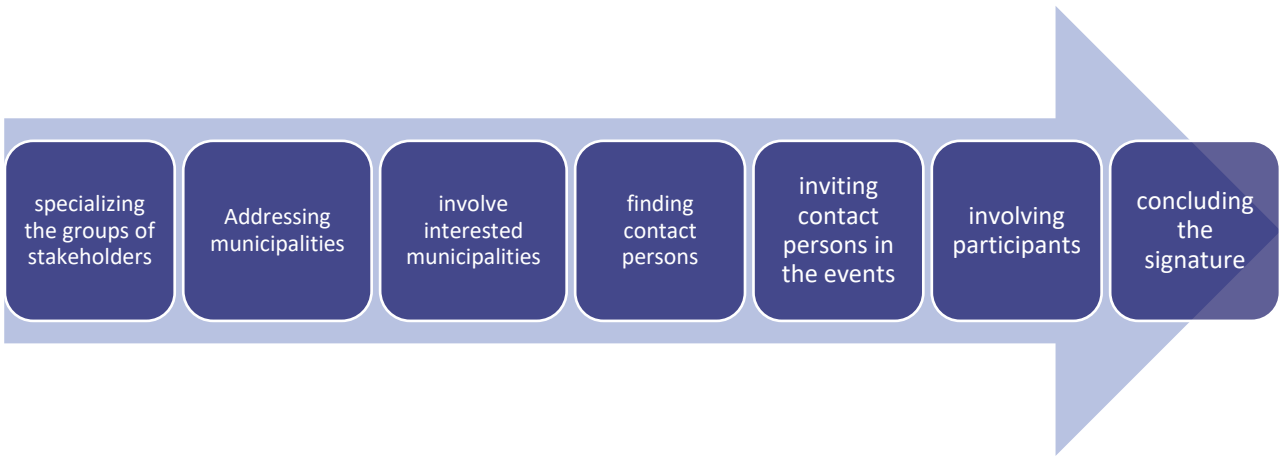 specializing
the groups of
stakeholders
Addressing
municipalities
involve
interested
municipalities
finding
contact
persons
inviting
contact
persons in
the events
involving
participants
concluding
the
signature